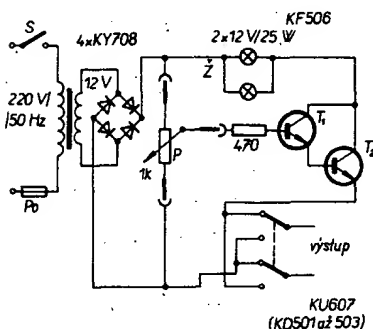 KF506
S
4xKY708
2x12 V/25 W
Ž
12 V
220 V/
/50 Hz
T₁
P
470
T₂
1k
Po
výstup
KU607
(KD501 až 503)